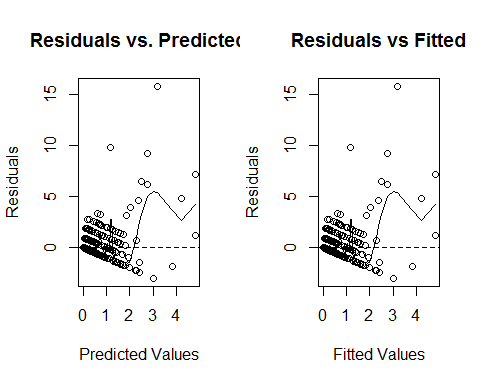 Residuals vs. Predicted
Residuals
15
10
5
0
0 1 2 3 4
Predicted Values
Residuals vs Fitted
Residuals
15
10
5
0
0 1 2 3 4
Fitted Values